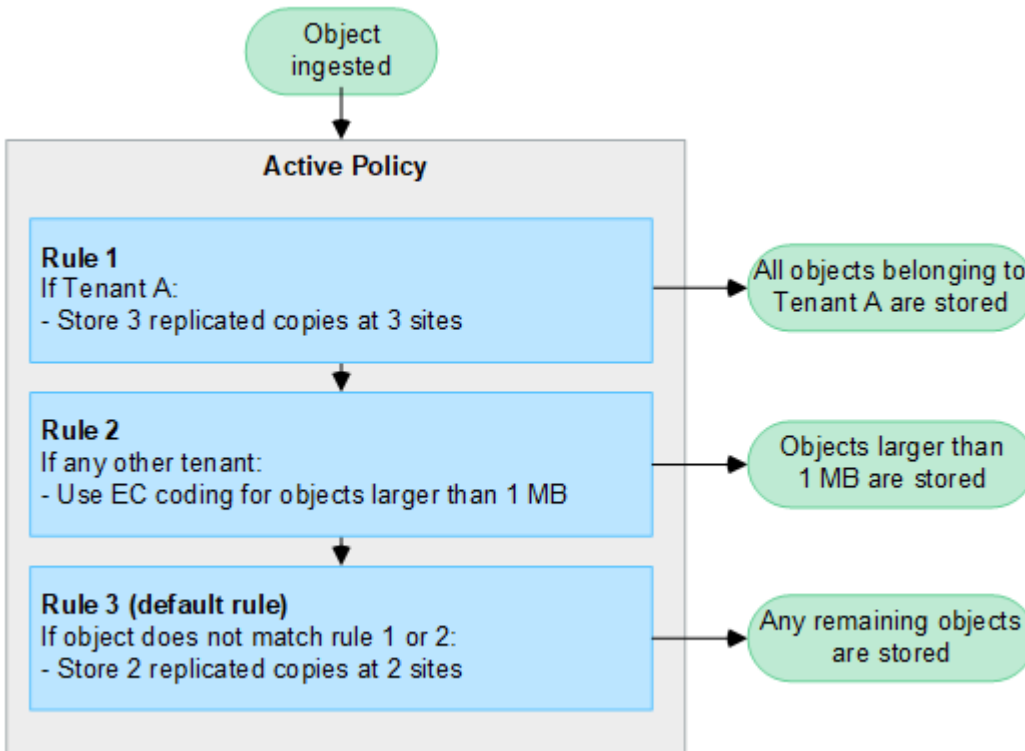 Object
ingested
Active Policy
Rule 1
If Tenant A:
- Store 3 replicated copies at 3 sites
All objects belonging to
Tenant A are stored
Rule 2
If any other tenant:
- Use EC coding for objects larger than 1 MB
Objects larger than
1 MB are stored
Rule 3 (default rule)
If object does not match rule 1 or 2:
- Store 2 replicated copies at 2 sites
Any remaining objects
are stored